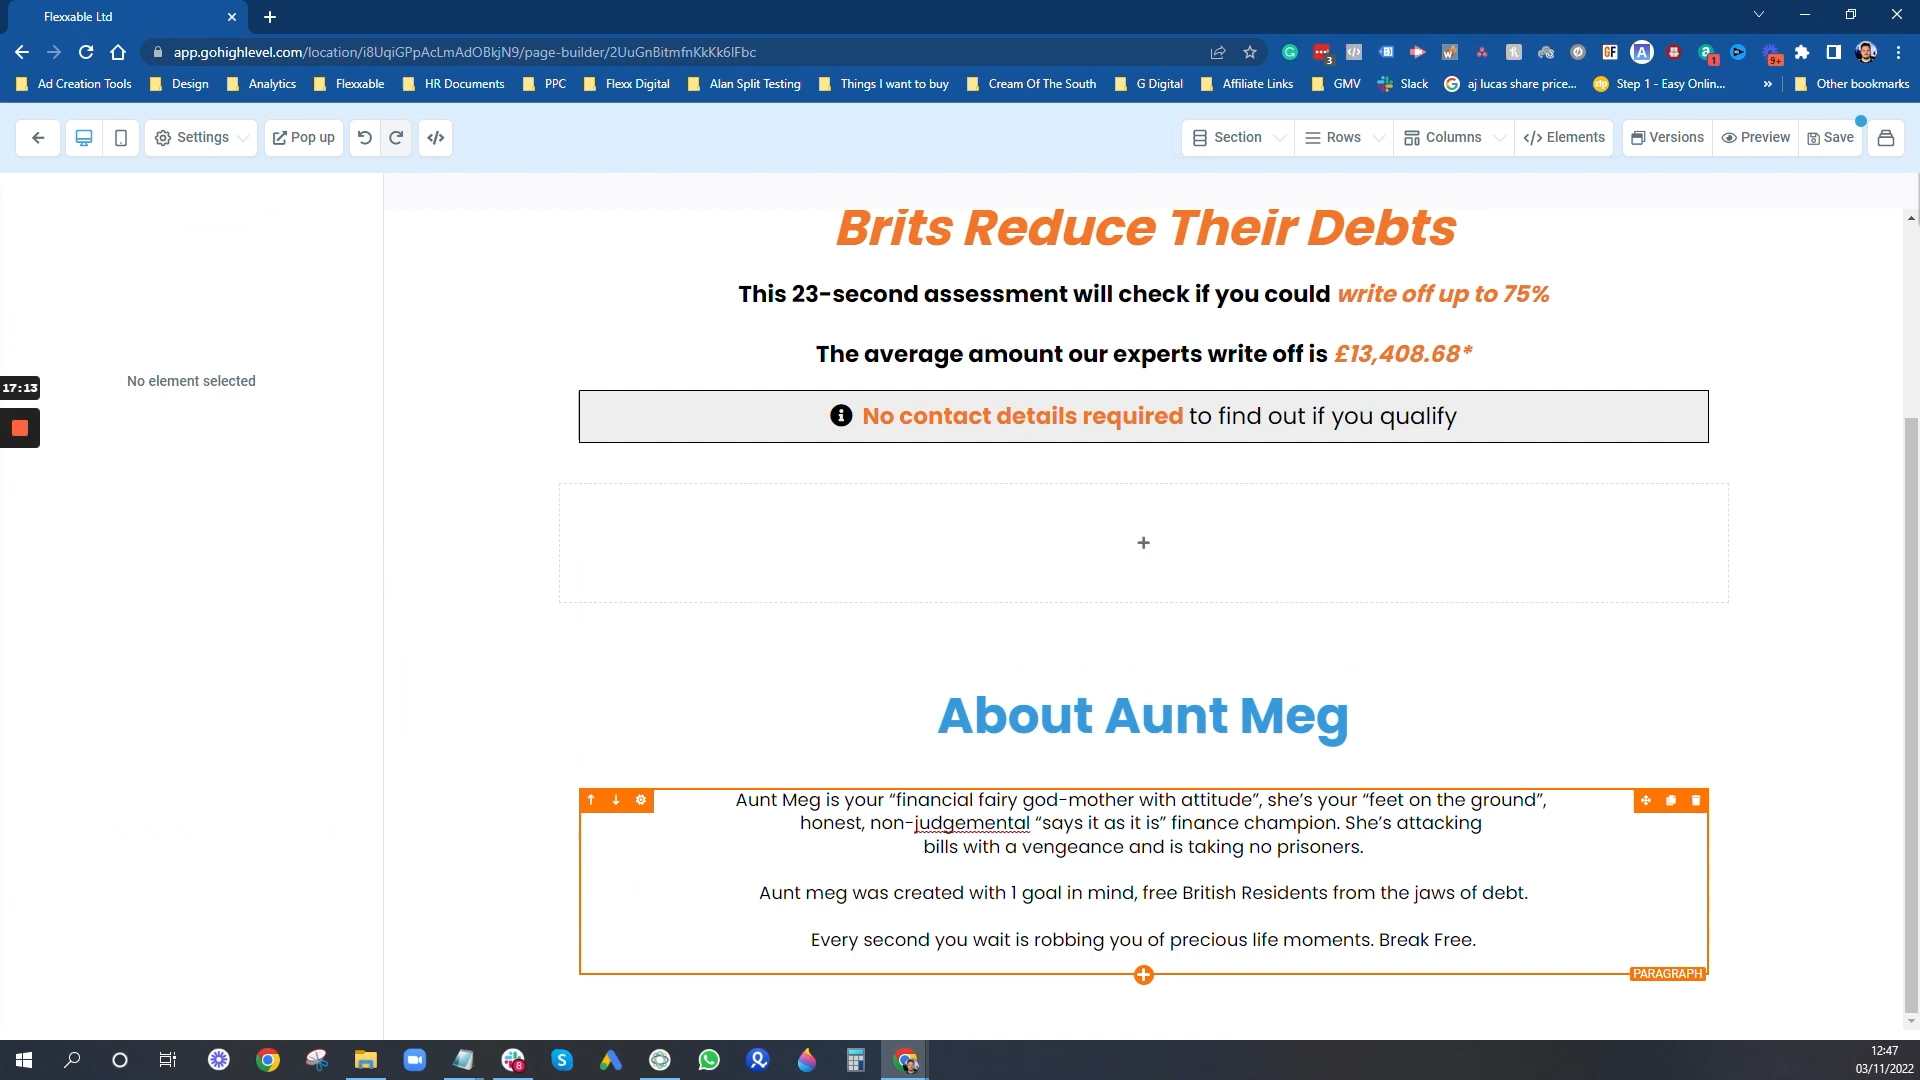 Flexxable Ltd
app.gohighlevel.com/location/i8UqiGPpAcLmAdOBkjN9/page-builder/2UuGnBitmfnKkKk6lFbc
3
1
9+
Ad Creation Tools
Design
Analytics
Flexxable
HR Documents
PPC
Flexx Digital
Alan Split Testing
Things I want to buy
Cream Of The South
G Digital
Affiliate Links
GMV
Slack
aj lucas share price...
Step 1 - Easy Onlin...
Other bookmarks
Settings
Pop up
Section
Rows
Columns
Elements
Versions
Preview
Save
No element selected
17:13
Brits Reduce Their Debts
This 23-second assessment will check if you could write off up to 75%
The average amount our experts write off is £13,408.68*
No contact details required to find out if you qualify
About Aunt Meg
Aunt Meg is your “financial fairy god-mother with attitude”, she’s your “feet on the ground”,
honest, non-judgemental “says it as it is” finance champion. She’s attacking
bills with a vengeance and is taking no prisoners.
Aunt meg was created with 1 goal in mind, free British Residents from the jaws of debt.
Every second you wait is robbing you of precious life moments. Break Free.
PARAGRAPH
8
12:47
03/11/2022